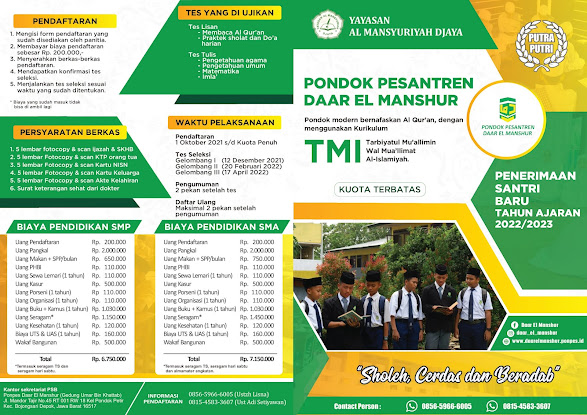 PENDAFTARAN
1. Mengisi form pendaftaran yang
sudah disediakan oleh panitia.
2. Membayar biaya pendaftaran
sebesar Rp. 200.000,-
3. Menyerahkan berkas-berkas
pendaftaran.
4. Mendapatkan konfirmasi tes
seleksi.
5. Menjalankan tes seleksi sesuai
waktu yang sudah ditentukan.
* Biaya yang sudah masuk tidak
bisa di ambil lagi
PERSYARATAN BERKAS
1. 5 lembar fotocopy & scan Ijazah & SKHB
2. 5 lembar Fotocopy & scan KTP orang tua
3. 5 lembar Fotocopy & scan Kartu NISN
4. 5 lembar Fotocopy & scan Kartu Keluarga
5. 5 lembar Fotocopy & scan Akte Kelahiran
6. Surat keterangan sehat dari dokter
BIAYA PENDIDIKAN SMP
Uang Pendaftaran Rp. 200.000
Uang Pangkal Rp. 2.000.000
Uang Makan + SPP/bulan Rp. 650.000
Uang PHBI Rp. 110.000
Uang Sewa Lemari (1 tahun) Rp. 110.000
Uang Kasur Rp. 500.000
Uang Porseni (1 tahun) Rp. 110.000
Uang Organisasi (1 tahun) Rp. 110.000
Uang Buku + Kamus (1 tahun) Rp. 1.030.000
Uang Seragam* Rp. 1.150.000
Uang Kesehatan (1 tahun) Rp. 120.000
Biaya UTS & UAS (1 tahun) Rp. 160.000
Wakaf Bangunan Rp. 500.000
Total Rp. 6.750.000
*Termasuk seragam TB dan
seragam hari jumat.
TES YANG DI UJIKAN
Tes Lisan
- Membaca Al Qur'an
- Praktek sholat dan Do'a
harian
Tes Tulis
- Pengetahuan agama
- Pengetahuan umum
- Matematika
- Imla'
WAKTU PELAKSANAAN
Pendaftaran
1 Oktober 2021 s/d Kuota Penuh
Tes Seleksi
Gelombang I (12 Desember 2021)
Gelombang II (20 Februari 2022)
Gelombang III (17 April 2022)
Pengumuman
2 pekan setelah tes
Daftar Ulang
Maksimal 2 pekan setelah
pengumuman
BIAYA PENDIDIKAN SMA
Uang Pendaftaran Rp. 200.000
Uang Pangkal Rp. 2.000.000
Uang Makan + SPP/bulan Rp. 750.000
Uang PHBI Rp. 110.000
Uang Sewa Lemari (1 tahun) Rp. 110.000
Uang Kasur Rp. 500.000
Uang Porseni (1 tahun) Rp. 110.000
Uang Organisasi (1 tahun) Rp. 110.000
Uang Buku + Kamus (1 tahun) Rp. 1.030.000
Uang Seragam* Rp. 1.450.000
Uang Kesehatan (1 tahun) Rp. 120.000
Biaya UTS & UAS (1 tahun) Rp. 160.000
Wakaf Bangunan Rp. 500.000
Total Rp. 7.150.000
*Termasuk seragam TB, seragam hari jumat,
dan almamater angkatan.
Kantor sekretariat PSB
Ponpes Daar El Manshur (Gedung Umar Bin Khattab)
Jl. Mandor Tajir No.45 RT 001 RW 18 Kel Pondok Petir
Kec. Bojongsari Depok, Jawa Barat 16517
INFORMASI
PENDAFTARAN
0856-5966-6005 (Ustdh Lisna)
0815-4583-3607 (Ust Adi Setiyawan)
YAYASAN
AL MANSYURIYAH DJAYA
PUTRA
PUTRI
PONDOK PESANTREN
DAAR EL MANSHUR
Pondok modern bernafaskan Al Qur'an, dengan
menggunakan Kurikulum
TMI
Tarbiyatul Mu'allimin
Wal Mua'llimat
Al-Islamiyah.
KUOTA TERBATAS
PONDOK PESANTREN
DAAR EL MANSHUR
PENERIMAAN
SANTRI
BARU
TAHUN AJARAN
2022/2023
Daar El Manshur
daar_el_manshur
www.daarelmanshur.ponpes.id
"Sholeh, Cerdas dan Beradab"
Contact Person :
0856-5966-6005
0815-4583-3607